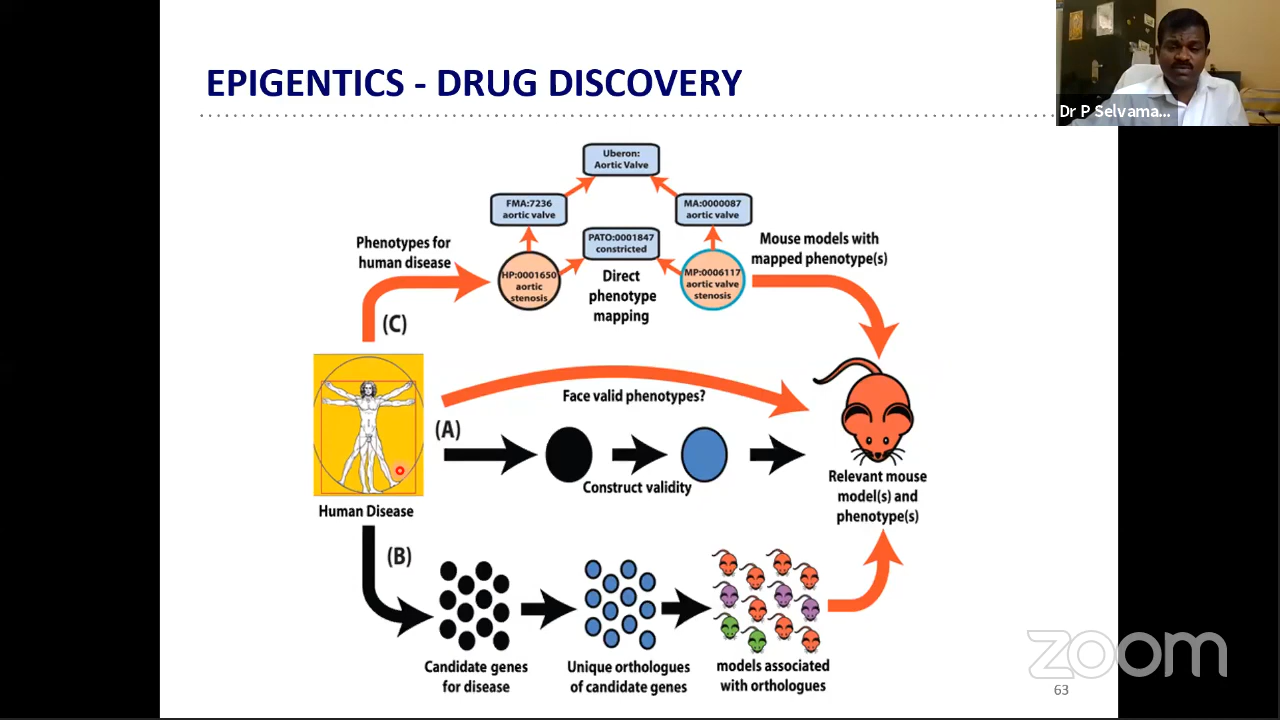 EPIGENTICS - DRUG DISCOVERY
Dr P Selvama...
Uberon:
Aortic Valve
FMA:7236
aortic valve
MA:0000087
aortic valve
PATO:0001847
constricted
Phenotypes for
human disease
HP:0001650
aortic
stenosis
Direct
phenotype
mapping
MP:0006117
aortic valve
stenosis
Mouse models with
mapped phenotype(s)
(C)
Face valid phenotypes?
(A)
Construct validity
Human Disease
Relevant mouse
model(s) and
phenotype(s)
(B)
Candidate genes
for disease
Unique orthologues
of candidate genes
models associated
with orthologues
zoom
63